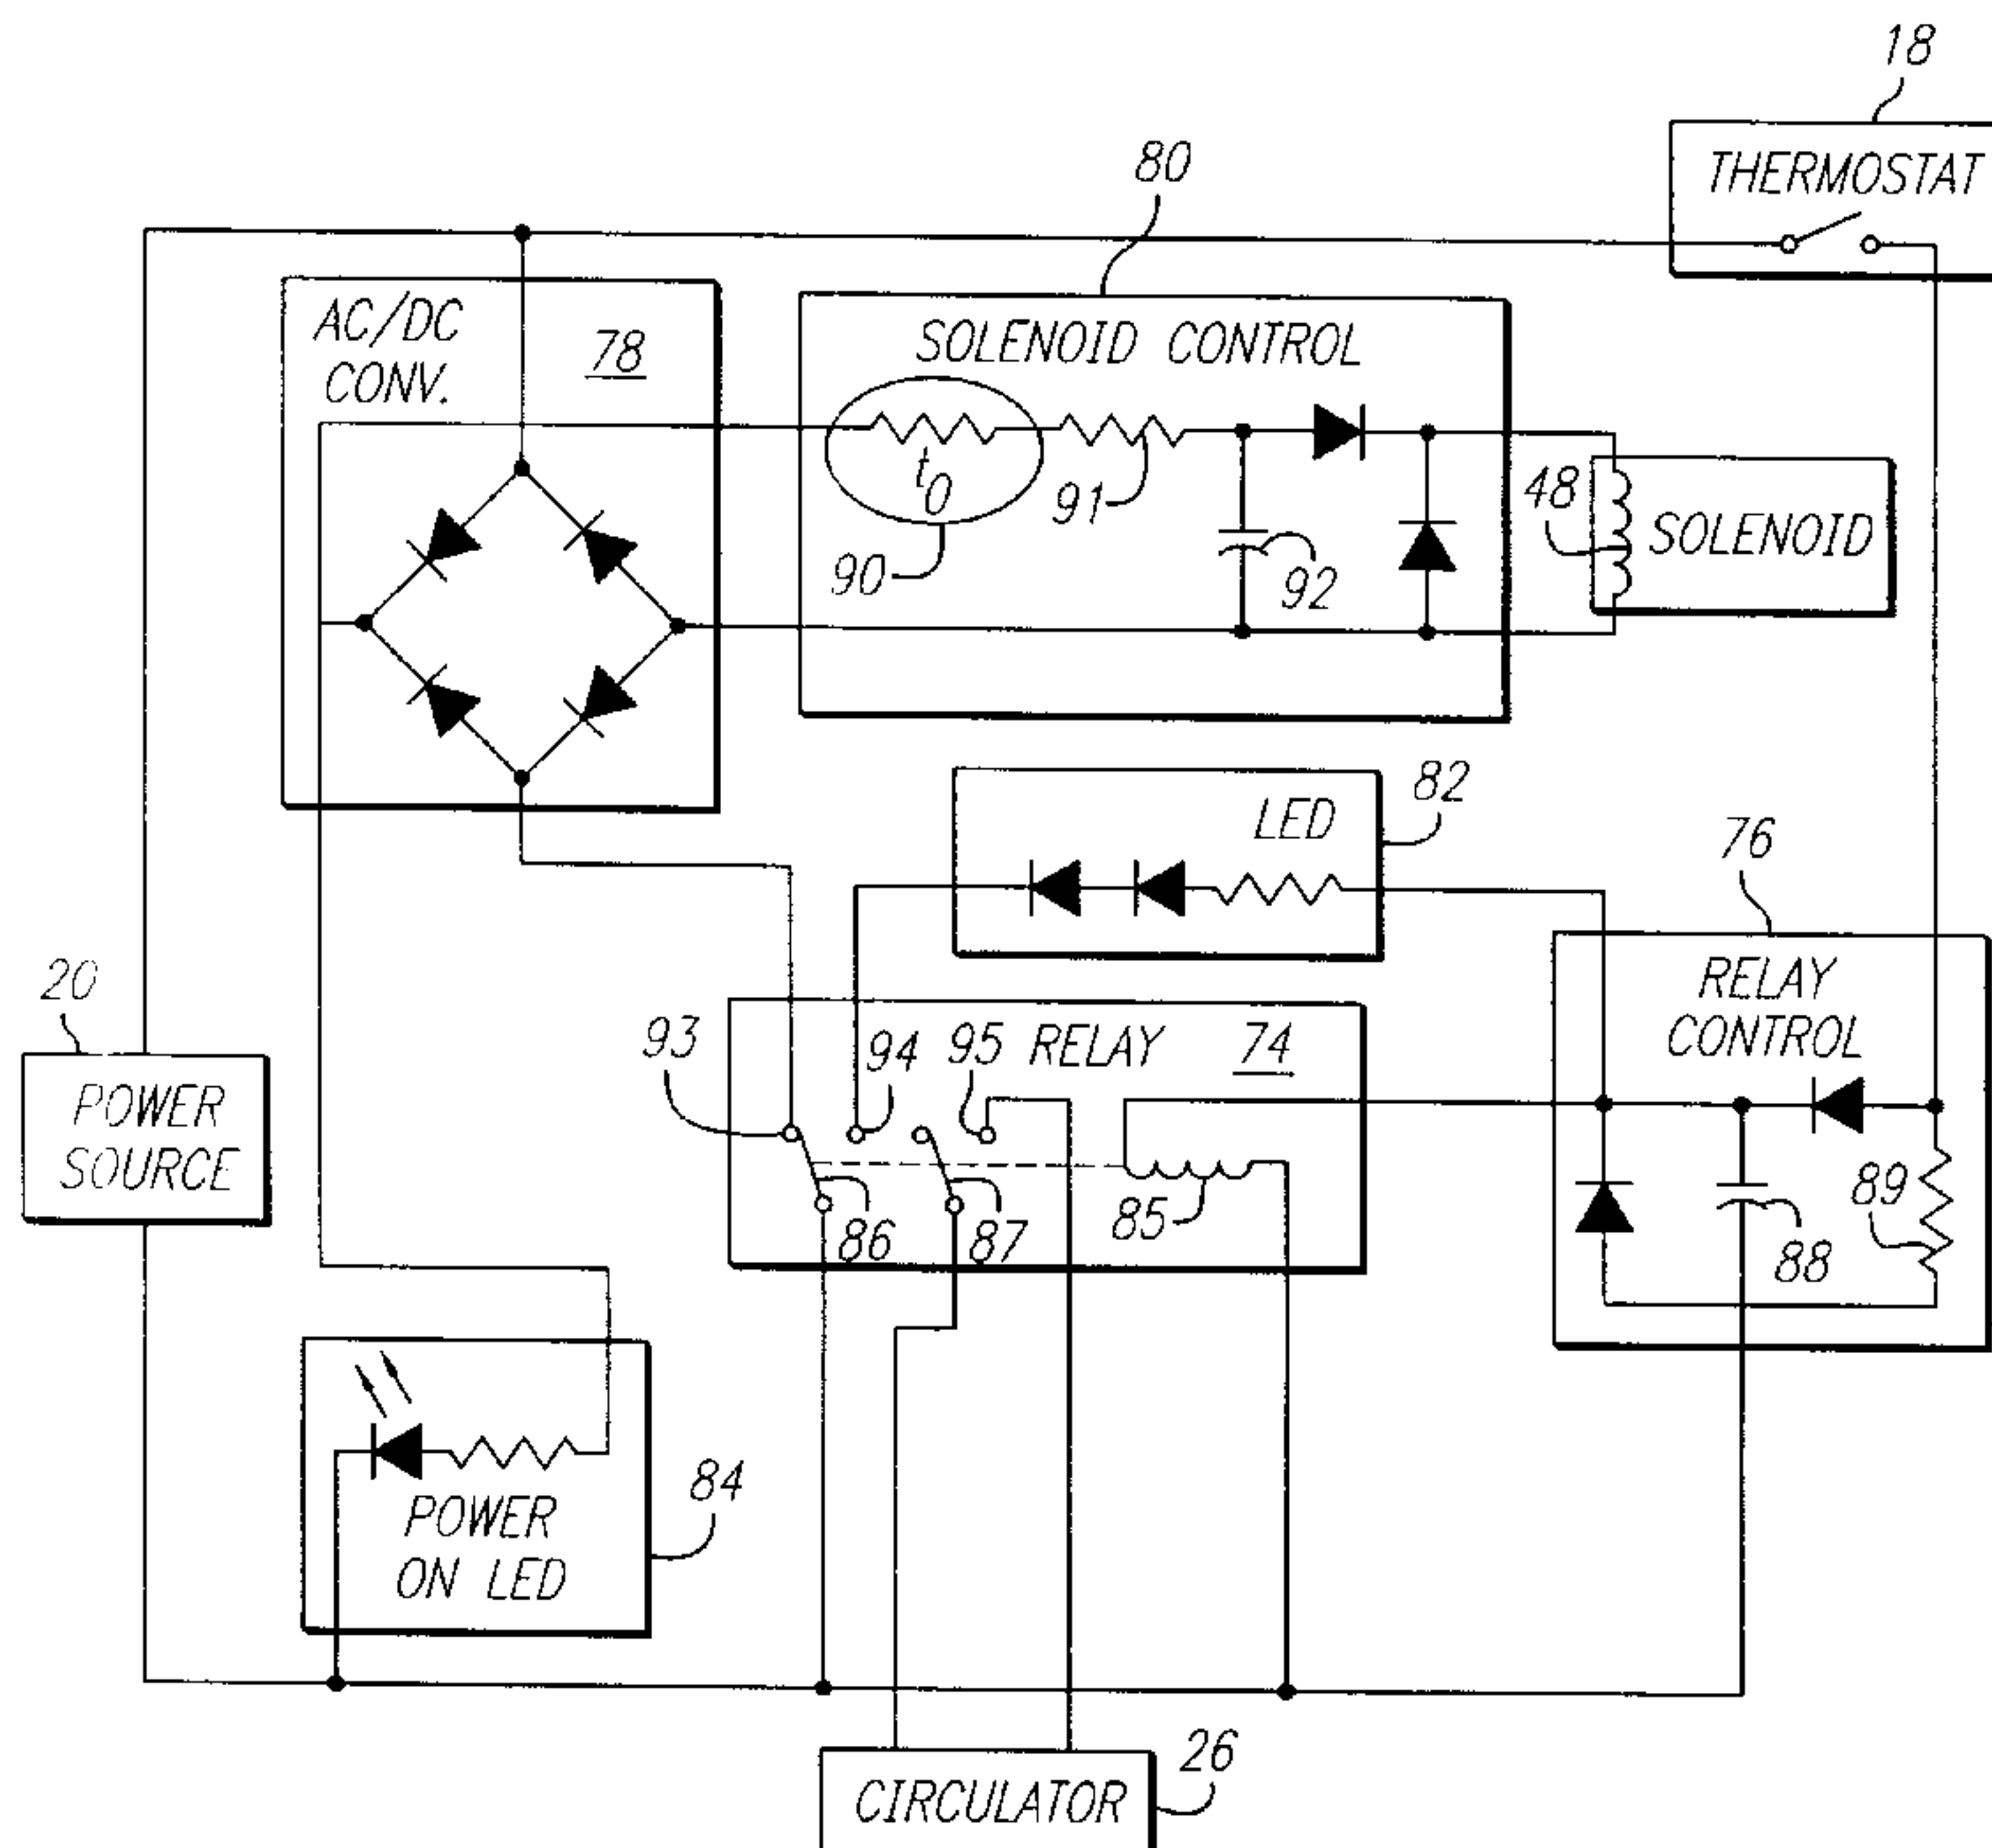 18
THERMOSTAT
80
AC/DC
CONV.
78
SOLENOID CONTROL
t0
90
91
92
48
SOLENOID
82
LED
76
RELAY
CONTROL
20
POWER
SOURCE
93
94
95
RELAY
74
86
87
85
88
89
84
POWER
ON LED
26
CIRCULATOR